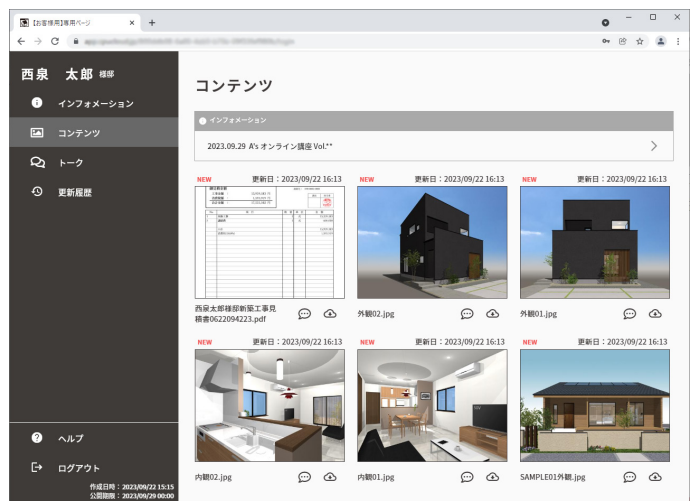 【お客様用】専用ページ
西泉 太郎 様邸
インフォメーション
コンテンツ
トーク
更新履歴
ヘルプ
ログアウト
作成日時：2023/09/22 15:15
公開期限：2023/09/29 00:00
コンテンツ
インフォメーション
2023.09.29 A's オンライン講座 Vol.**
NEW 更新日：2023/09/22 16:13
西泉太郎様邸新築工事見
積書0622094223.pdf
NEW 更新日：2023/09/22 16:13
外観02.jpg
NEW 更新日：2023/09/22 16:13
外観01.jpg
NEW 更新日：2023/09/22 16:13
内観02.jpg
NEW 更新日：2023/09/22 16:13
内観01.jpg
NEW 更新日：2023/09/22 16:13
SAMPLE01外観.jpg